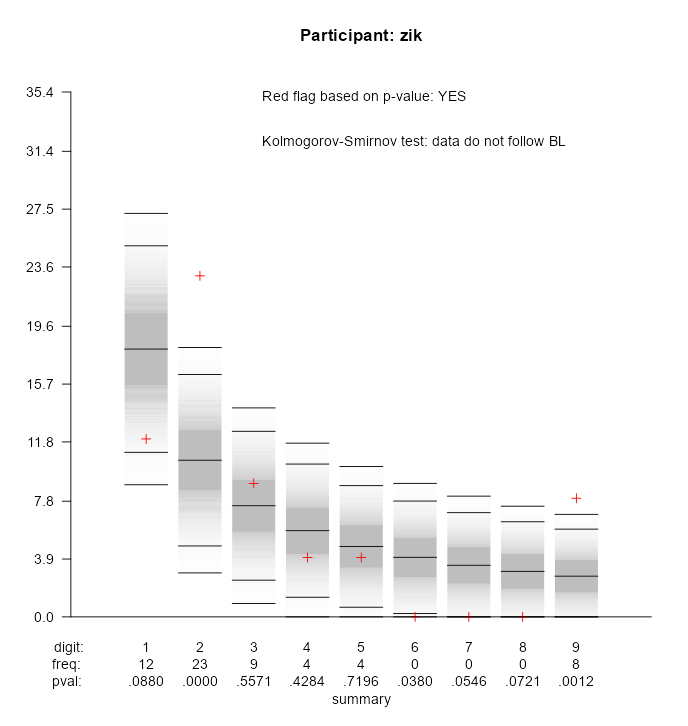 Participant: zik
35.4
Red flag based on p-value: YES
Kolmogorov-Smirnov test: data do not follow BL
31.4
27.5
23.6
19.6
15.7
11.8
7.8
3.9
0.0
digit: 1 2 3 4 5 6 7 8 9
freq: 12 23 9 4 4 0 0 0 8
pval: .0880 .0000 .5571 .4284 .7196 .0380 .0546 .0721 .0012
summary